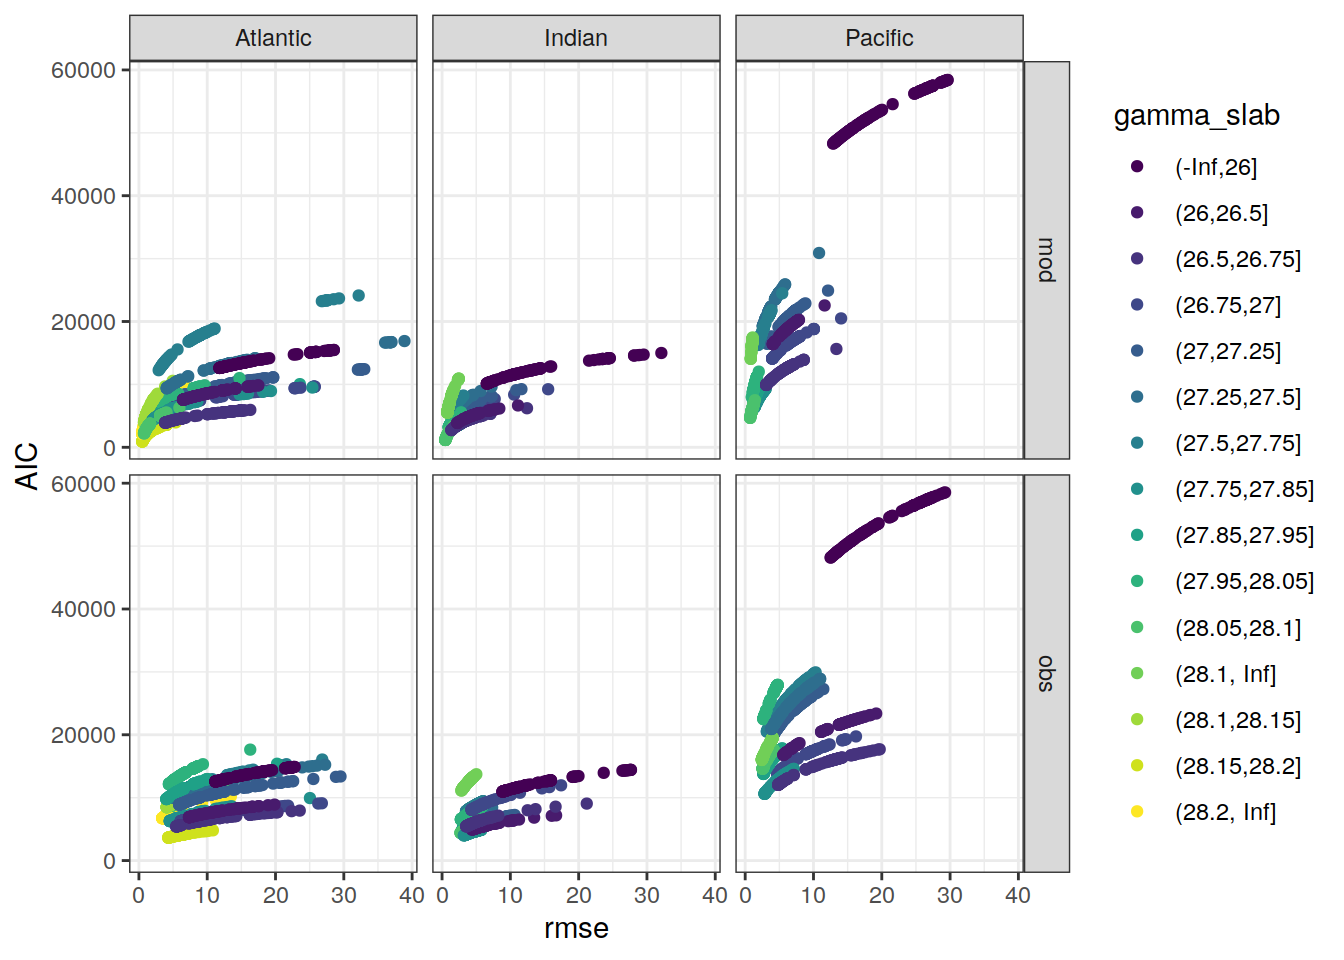 Atlantic
Indian
Pacific
60000
40000
20000
0
mod
60000
40000
20000
0
obs
AIC
0 10 20 30 40
0 10 20 30 40
0 10 20 30 40
rmse
gamma_slab
(-Inf,26]
(26,26.5]
(26.5,26.75]
(26.75,27]
(27,27.25]
(27.25,27.5]
(27.5,27.75]
(27.75,27.85]
(27.85,27.95]
(27.95,28.05]
(28.05,28.1]
(28.1, Inf]
(28.1,28.15]
(28.15,28.2]
(28.2, Inf]